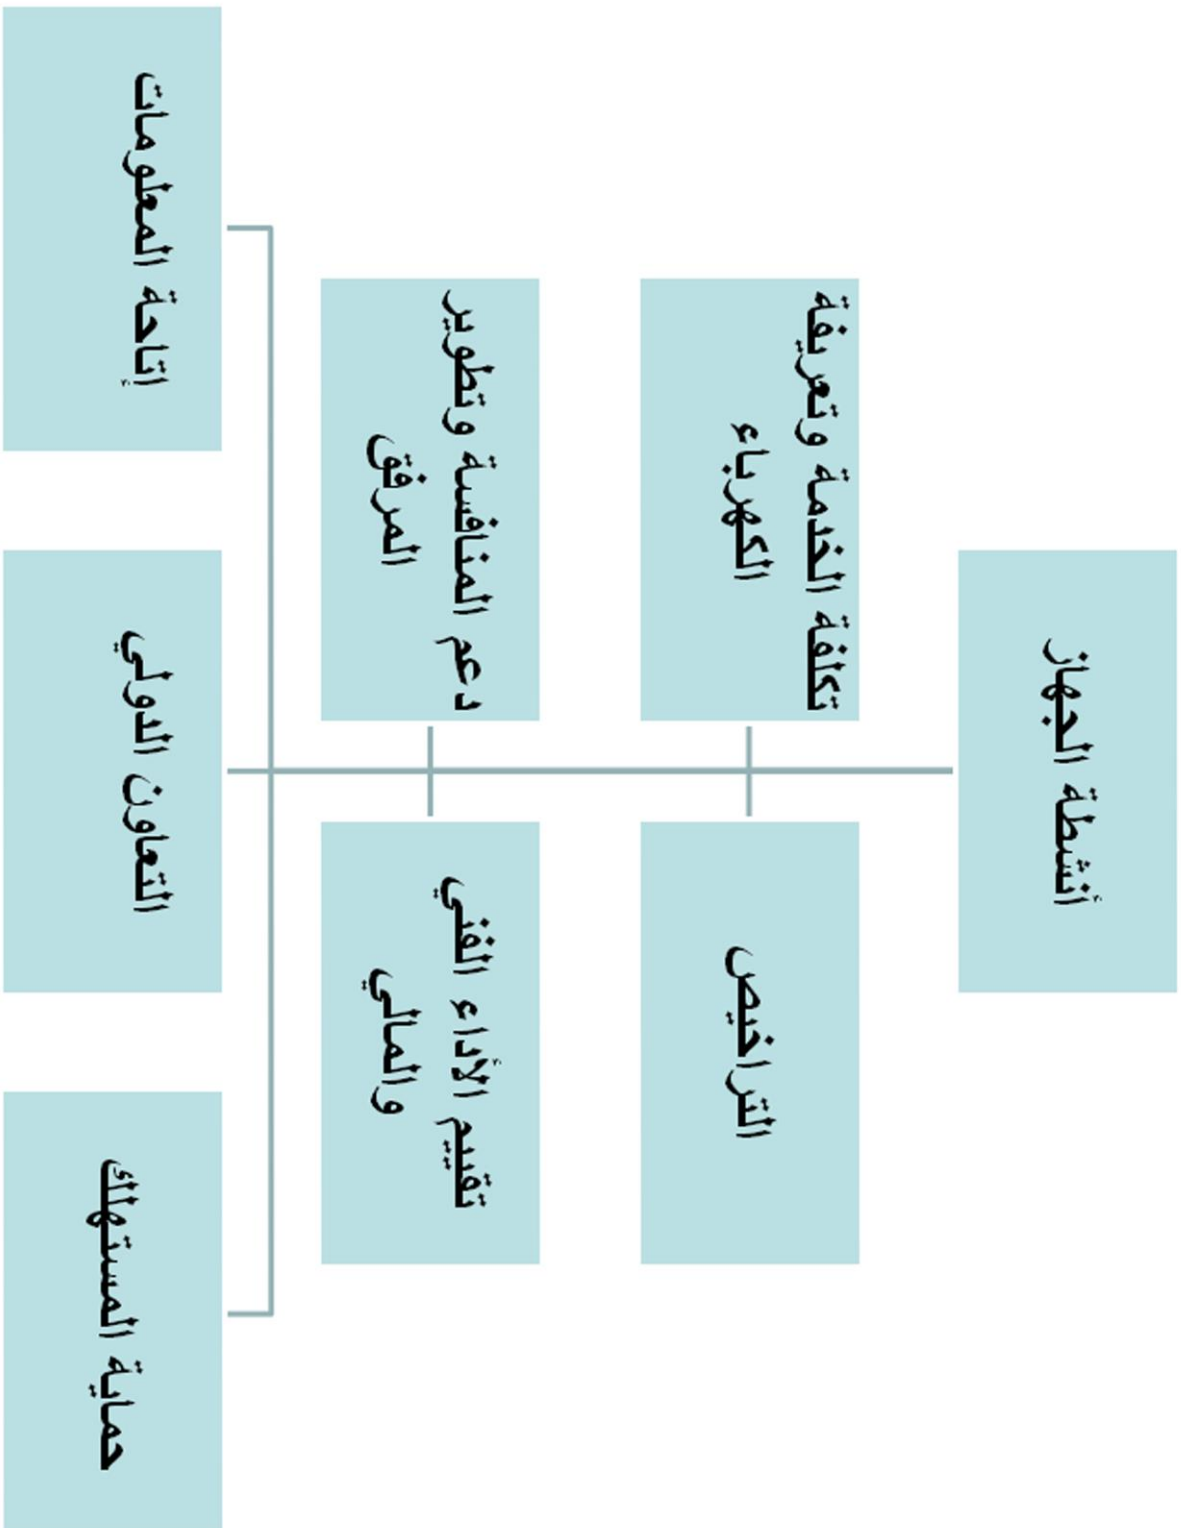 أنشطة الجهاز
التراخيص
تكلفة الخدمة وتعريفة
الكهرباء
تقييم الأداء الفني
والمالي
دعم المنافسة وتطوير
المرفق
حماية المستهلك
التعاون الدولي
إتاحة المعلومات